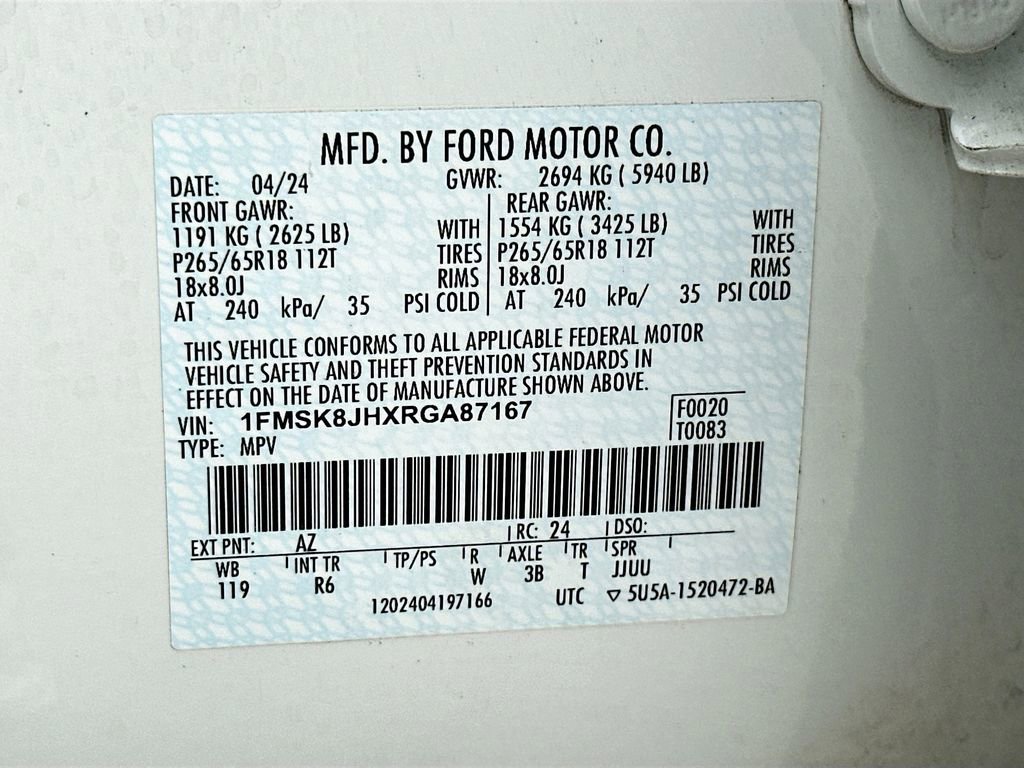 MFD. BY FORD MOTOR CO.
DATE: 04/24 GVWR: 2694 KG ( 5940 LB)
FRONT GAWR: REAR GAWR:
1191 KG ( 2625 LB) WITH 1554 KG ( 3425 LB) WITH
P265/65R18 112T TIRES P265/65R18 112T TIRES
18x8.0J RIMS 18x8.0J RIMS
AT 240 kPa/ 35 PSI COLD AT 240 kPa/ 35 PSI COLD
THIS VEHICLE CONFORMS TO ALL APPLICABLE FEDERAL MOTOR
VEHICLE SAFETY AND THEFT PREVENTION STANDARDS IN
EFFECT ON THE DATE OF MANUFACTURE SHOWN ABOVE.
VIN: 1FMSK8JHXRGA87167 F0020
TYPE: MPV T0083
EXT PNT: AZ RC: 24 DSO:
WB INT TR TP/PS R AXLE TR SPR
119 R6 W 3B T JJUU
1202404197166 UTC ▽ 5U5A-1520472-BA